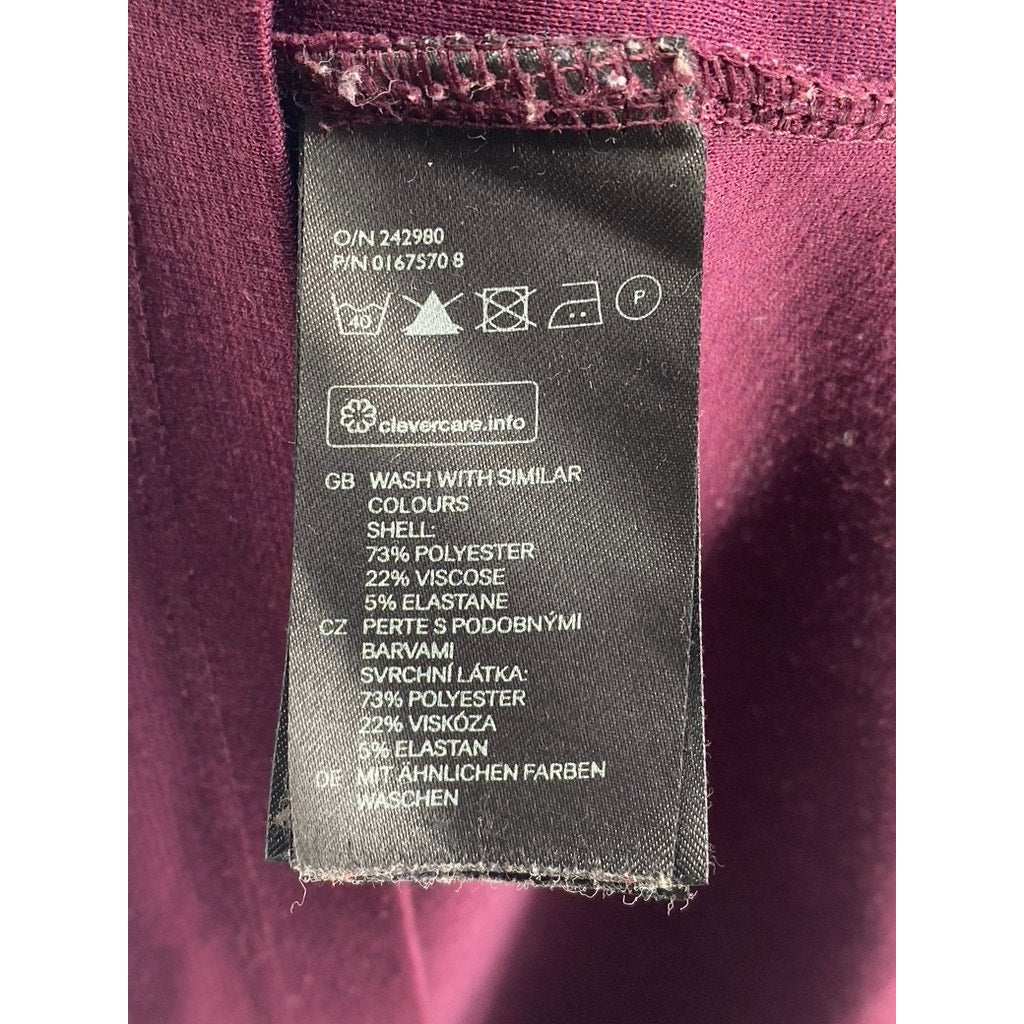 O/N 242980
P/N 0167570 8
40 P
clevercare.info
GB WASH WITH SIMILAR
COLOURS
SHELL:
73% POLYESTER
22% VISCOSE
5% ELASTANE
CZ PERTE S PODOBNÝMI
BARVAMI
SVRCHNÍ LÁTKA:
73% POLYESTER
22% VISKÓZA
5% ELASTAN
DE MIT ÄHNLICHEN FARBEN
WASCHEN